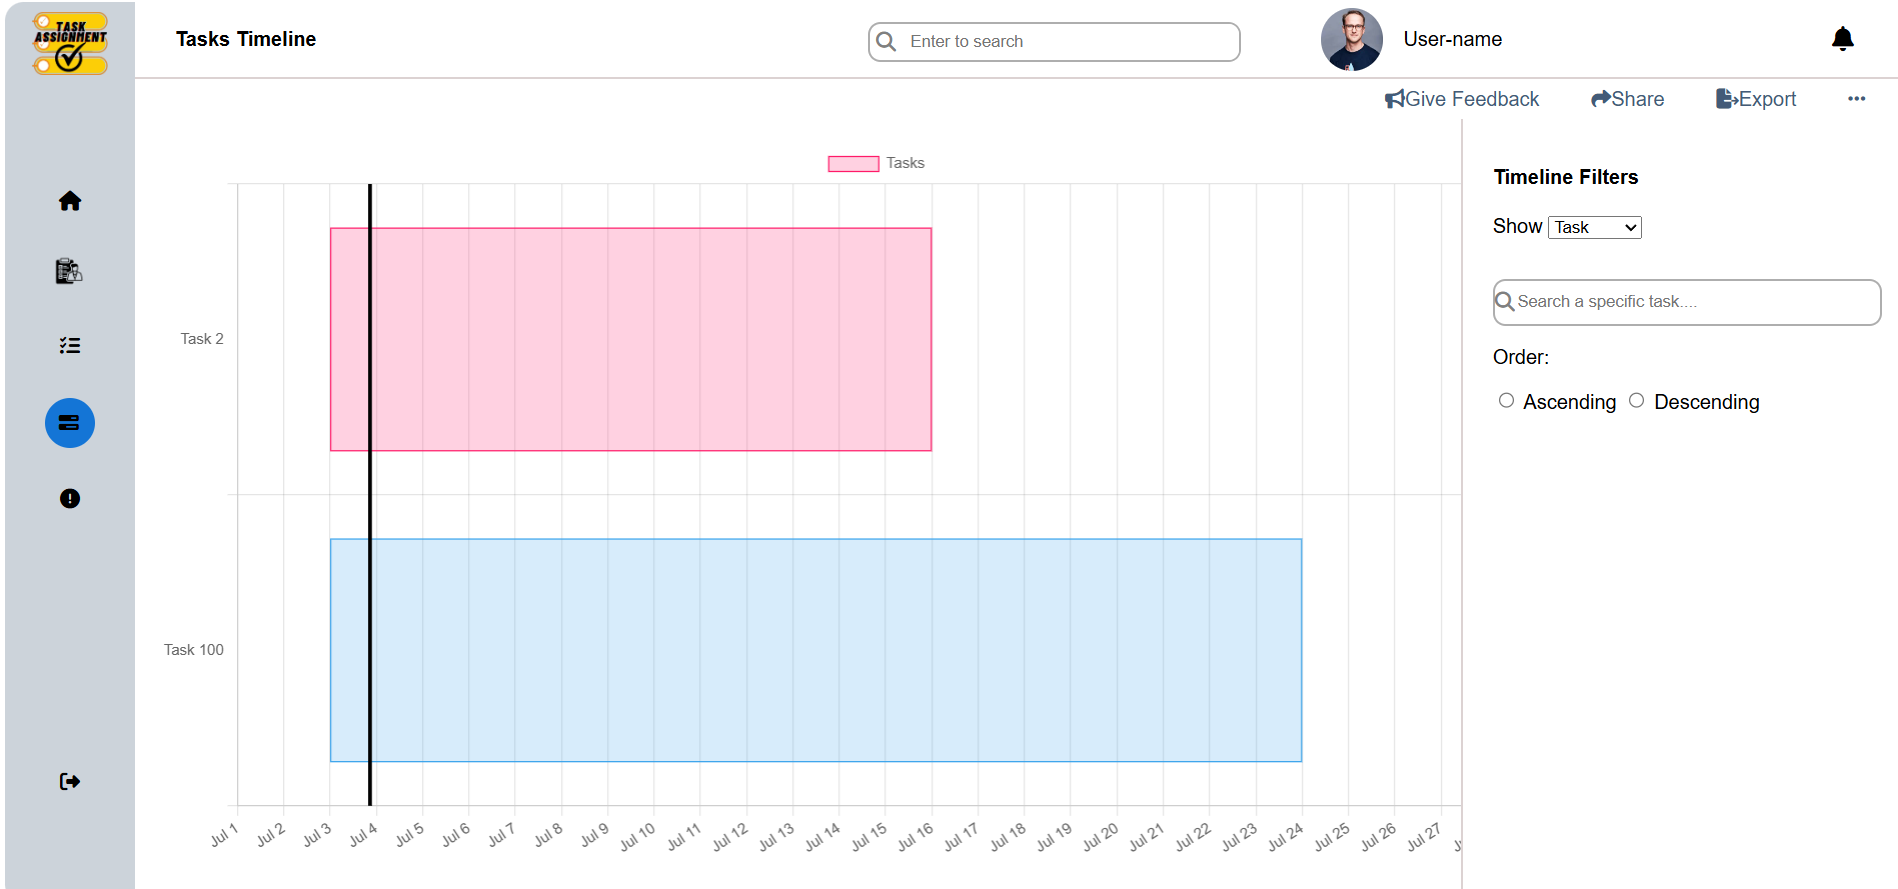 TASK
ASSIGNMENT
Tasks Timeline
Enter to search
User-name
Give Feedback
Share
Export
Tasks
Task 2
Task 100
Jul 1
Jul 2
Jul 3
Jul 4
Jul 5
Jul 6
Jul 7
Jul 8
Jul 9
Jul 10
Jul 11
Jul 12
Jul 13
Jul 14
Jul 15
Jul 16
Jul 17
Jul 18
Jul 19
Jul 20
Jul 21
Jul 22
Jul 23
Jul 24
Jul 25
Jul 26
Jul 27
Timeline Filters
Show Task
Search a specific task....
Order:
Ascending Descending